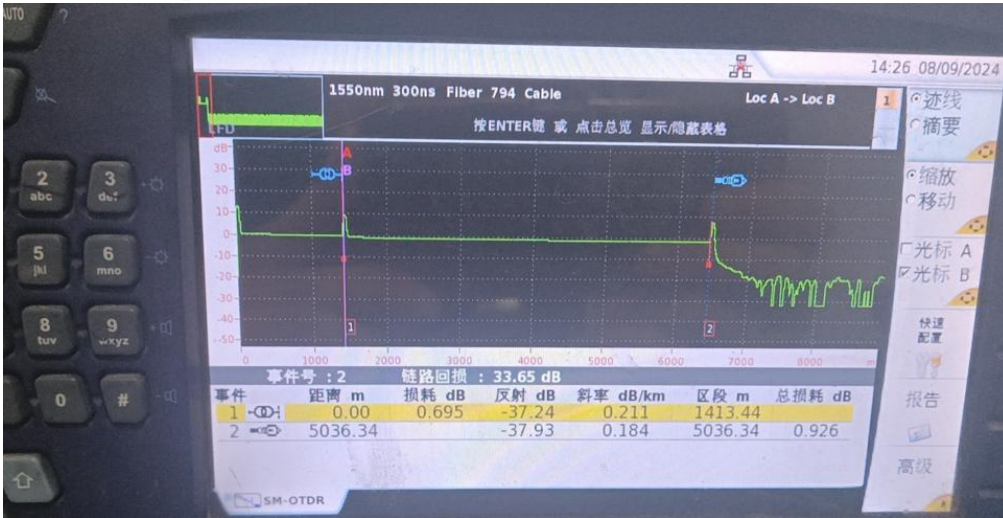 AUTO
?
14:26 08/09/2024
1550nm 300ns Fiber 794 Cable
Loc A -> Loc B
1
迹线
摘要
按ENTER键 或 点击总览 显示/隐藏表格
dB
A
B
30
20
10
0
-10
-20
-30
-40
-50
1
2
0 1000 2000 3000 4000 5000 6000 7000 8000 m
缩放
移动
光标 A
光标 B
快速
配置
报告
高级
2
abc
3
def
5
jkl
6
mno
8
tuv
9
wxyz
0
#
事件号 : 2 链路回损 : 33.65 dB
事件 距离 m 损耗 dB 反射 dB 斜率 dB/km 区段 m 总损耗 dB
1 0.00 0.695 -37.24 0.211 1413.44
2 5036.34 -37.93 0.184 5036.34 0.926
SM-OTDR